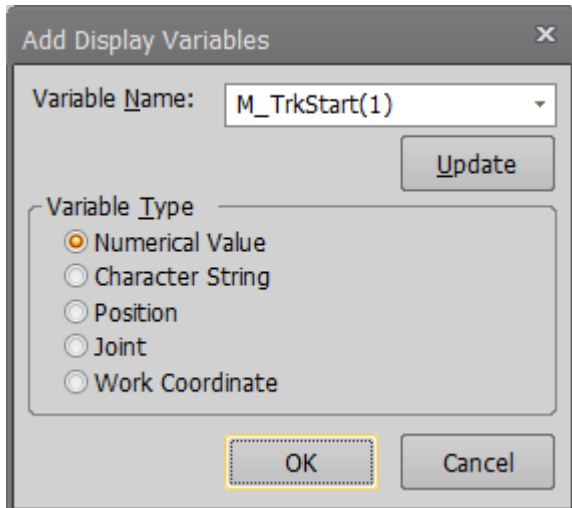 Add Display Variables
Variable Name: M_TrkStart(1)
Update
Variable Type
Numerical Value
Character String
Position
Joint
Work Coordinate
OK Cancel